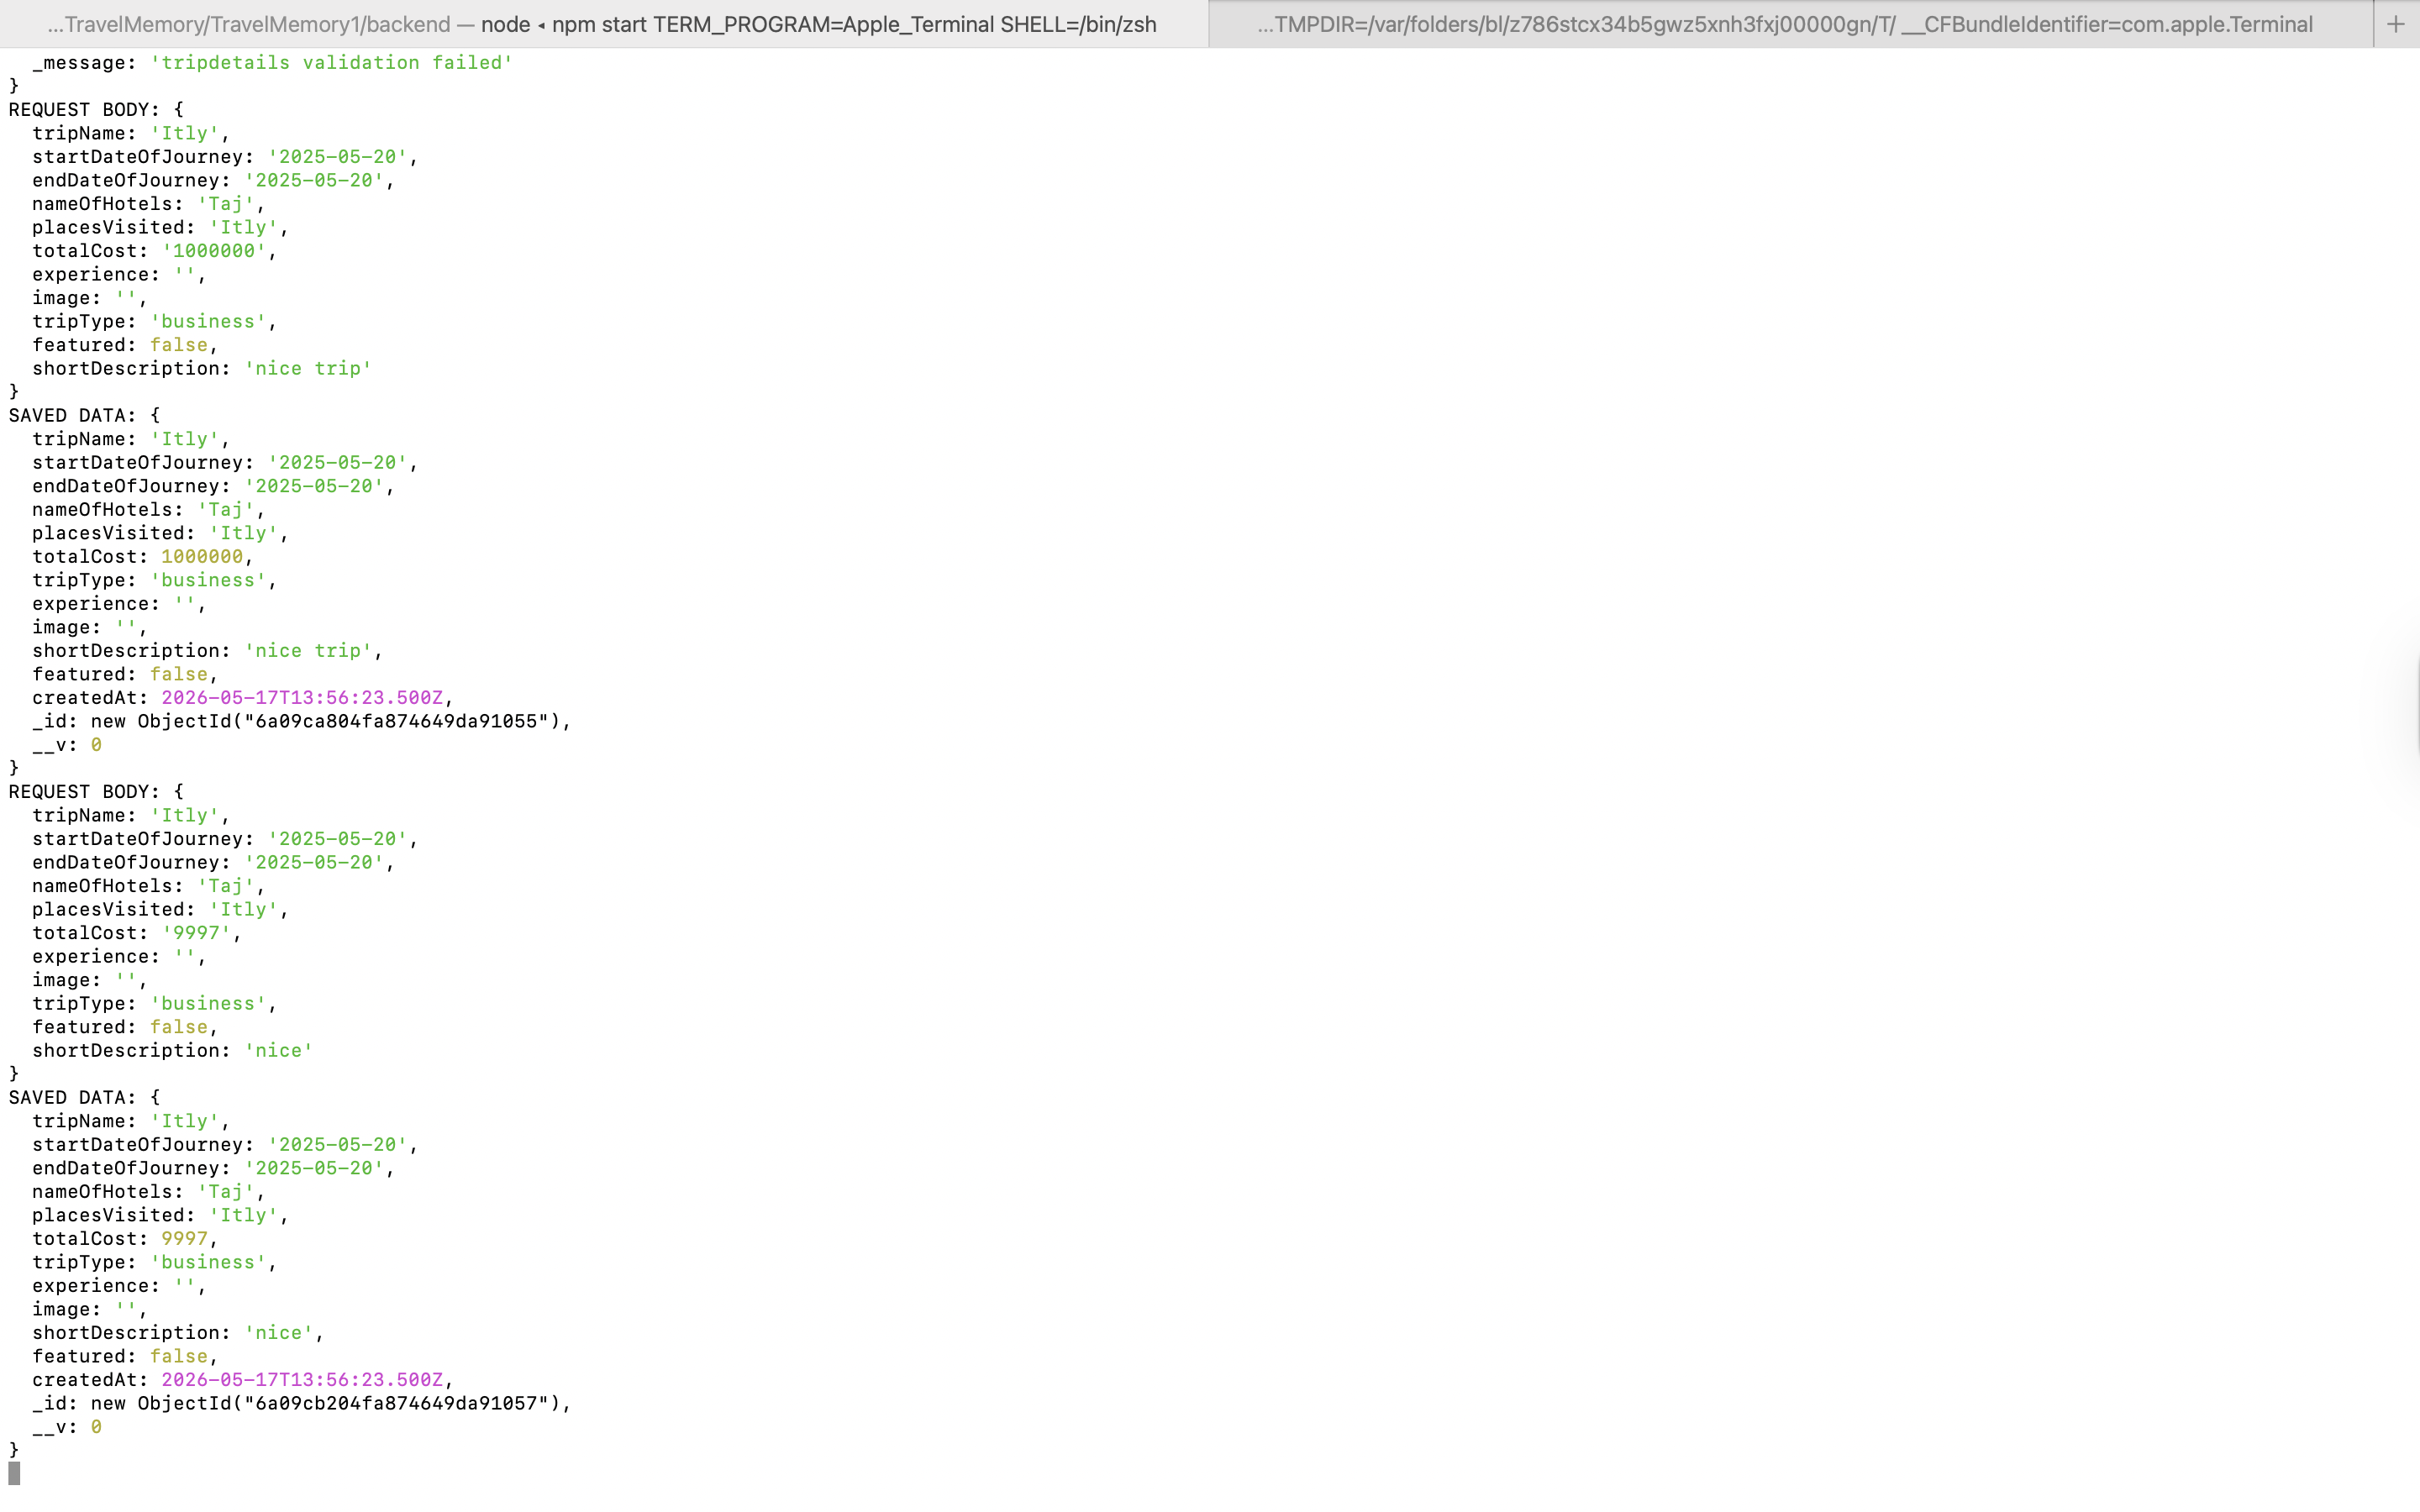 ...TravelMemory/TravelMemory1/backend — node ◂ npm start TERM_PROGRAM=Apple_Terminal SHELL=/bin/zsh
...TMPDIR=/var/folders/bl/z786stcx34b5gwz5xnh3fxj00000gn/T/ __CFBundleIdentifier=com.apple.Terminal
+
  _message: 'tripdetails validation failed'
}
REQUEST BODY: {
  tripName: 'Itly',
  startDateOfJourney: '2025-05-20',
  endDateOfJourney: '2025-05-20',
  nameOfHotels: 'Taj',
  placesVisited: 'Itly',
  totalCost: '1000000',
  experience: '',
  image: '',
  tripType: 'business',
  featured: false,
  shortDescription: 'nice trip'
}
SAVED DATA: {
  tripName: 'Itly',
  startDateOfJourney: '2025-05-20',
  endDateOfJourney: '2025-05-20',
  nameOfHotels: 'Taj',
  placesVisited: 'Itly',
  totalCost: 1000000,
  tripType: 'business',
  experience: '',
  image: '',
  shortDescription: 'nice trip',
  featured: false,
  createdAt: 2026-05-17T13:56:23.500Z,
  _id: new ObjectId("6a09ca804fa874649da91055"),
  __v: 0
}
REQUEST BODY: {
  tripName: 'Itly',
  startDateOfJourney: '2025-05-20',
  endDateOfJourney: '2025-05-20',
  nameOfHotels: 'Taj',
  placesVisited: 'Itly',
  totalCost: '9997',
  experience: '',
  image: '',
  tripType: 'business',
  featured: false,
  shortDescription: 'nice'
}
SAVED DATA: {
  tripName: 'Itly',
  startDateOfJourney: '2025-05-20',
  endDateOfJourney: '2025-05-20',
  nameOfHotels: 'Taj',
  placesVisited: 'Itly',
  totalCost: 9997,
  tripType: 'business',
  experience: '',
  image: '',
  shortDescription: 'nice',
  featured: false,
  createdAt: 2026-05-17T13:56:23.500Z,
  _id: new ObjectId("6a09cb204fa874649da91057"),
  __v: 0
}